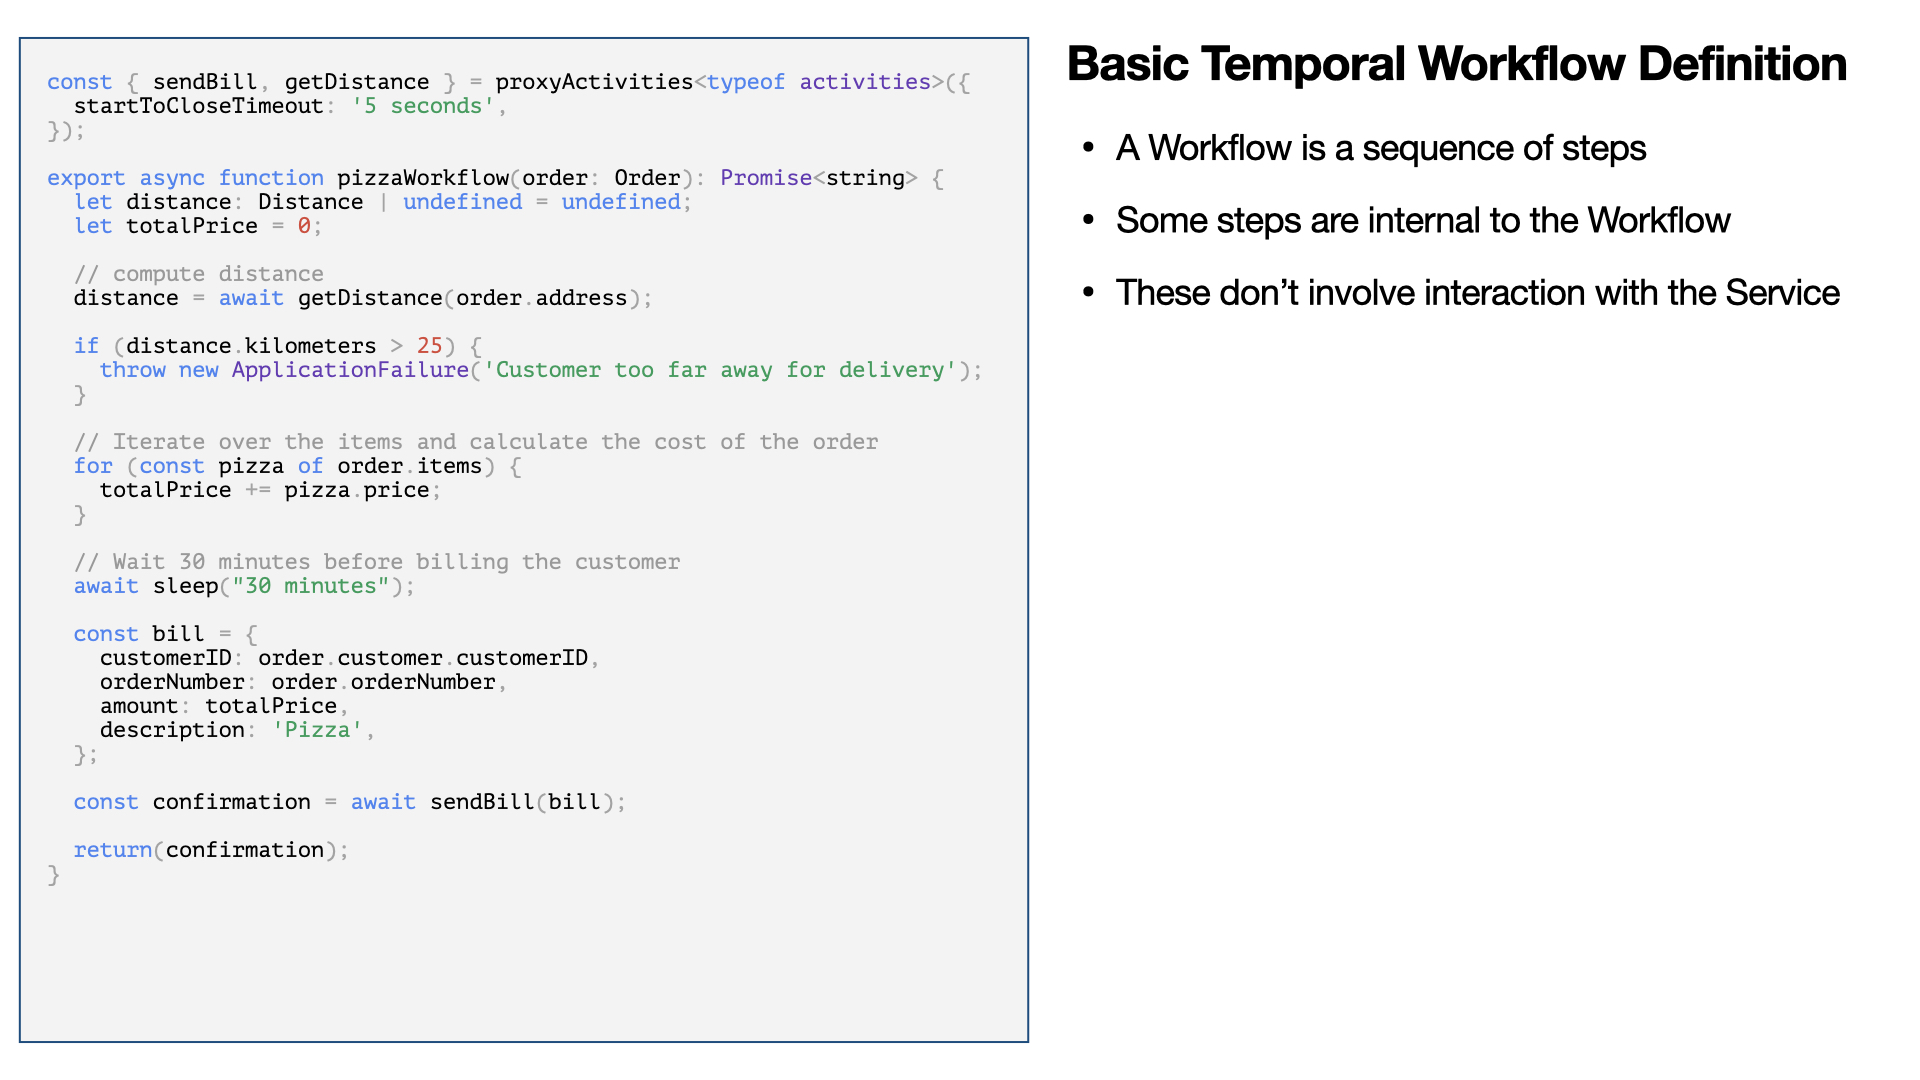 const { sendBill, getDistance } = proxyActivities<typeof activities>({
  startToCloseTimeout: '5 seconds',
});

export async function pizzaWorkflow(order: Order): Promise<string> {
  let distance: Distance | undefined = undefined;
  let totalPrice = 0;

  // compute distance
  distance = await getDistance(order.address);

  if (distance.kilometers > 25) {
    throw new ApplicationFailure('Customer too far away for delivery');
  }

  // Iterate over the items and calculate the cost of the order
  for (const pizza of order.items) {
    totalPrice += pizza.price;
  }

  // Wait 30 minutes before billing the customer
  await sleep("30 minutes");

  const bill = {
    customerID: order.customer.customerID,
    orderNumber: order.orderNumber,
    amount: totalPrice,
    description: 'Pizza',
  };

  const confirmation = await sendBill(bill);

  return(confirmation);
}
Basic Temporal Workflow Definition
• A Workflow is a sequence of steps
• Some steps are internal to the Workflow
• These don’t involve interaction with the Service